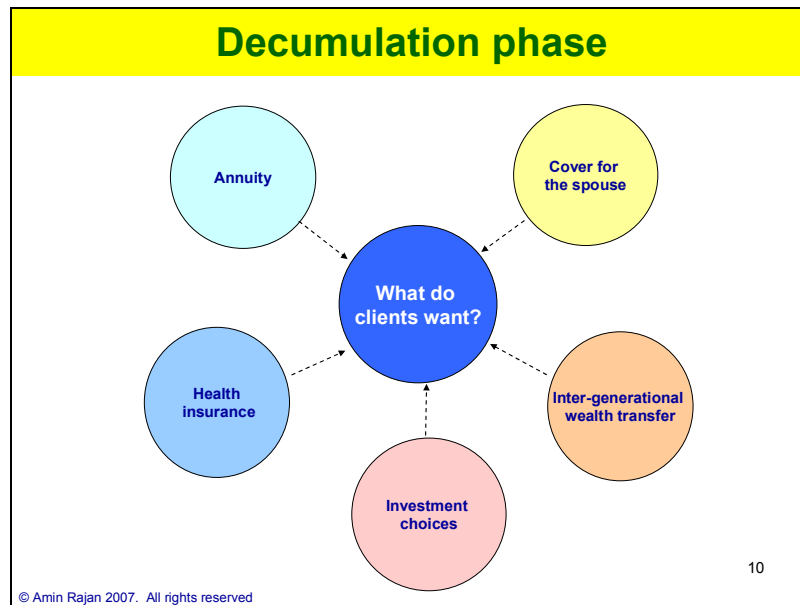 Decumulation phase
Annuity
Cover for
the spouse
What do
clients want?
Health
insurance
Inter-generational
wealth transfer
Investment
choices
10
© Amin Rajan 2007. All rights reserved